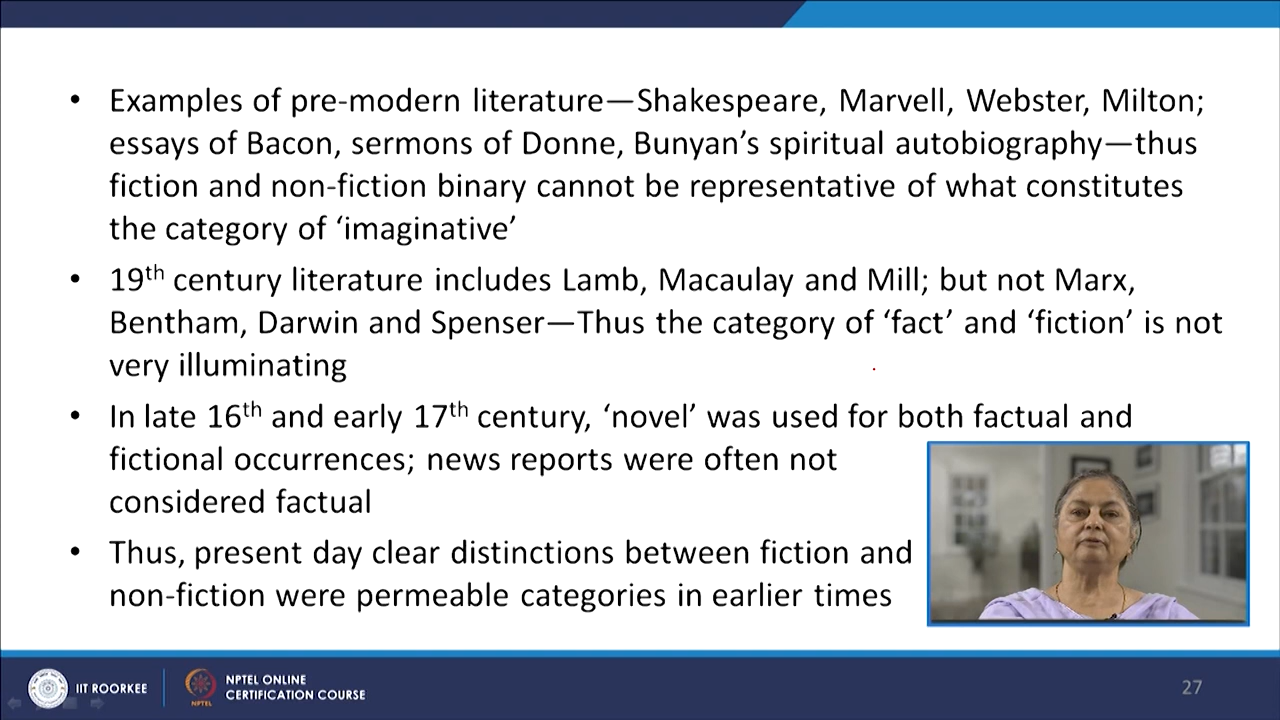 • Examples of pre-modern literature—Shakespeare, Marvell, Webster, Milton;
essays of Bacon, sermons of Donne, Bunyan’s spiritual autobiography—thus
fiction and non-fiction binary cannot be representative of what constitutes
the category of ‘imaginative’
• 19th century literature includes Lamb, Macaulay and Mill; but not Marx,
Bentham, Darwin and Spenser—Thus the category of ‘fact’ and ‘fiction’ is not
very illuminating
• In late 16th and early 17th century, ‘novel’ was used for both factual and
fictional occurrences; news reports were often not
considered factual
• Thus, present day clear distinctions between fiction and
non-fiction were permeable categories in earlier times
IIT ROORKEE
NPTEL
NPTEL ONLINE
CERTIFICATION COURSE
27